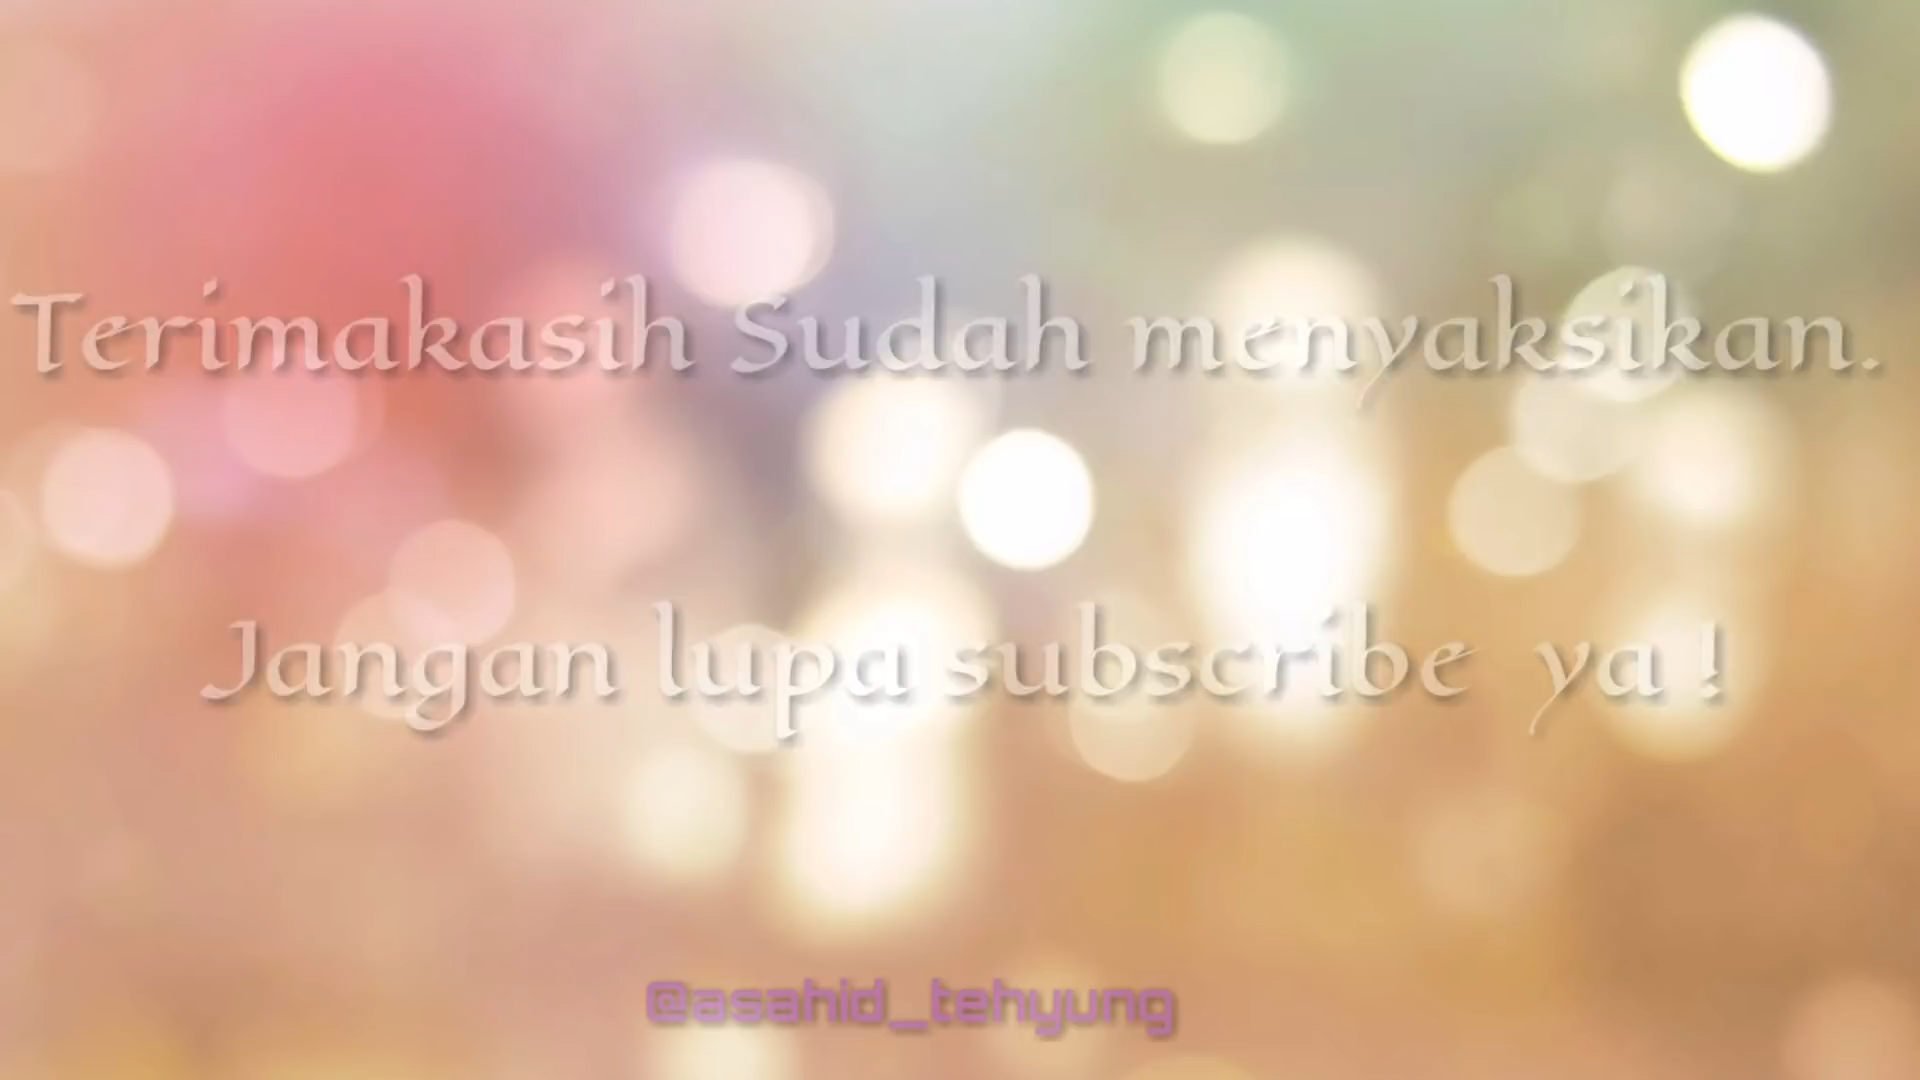 Terimakasih Sudah menyaksikan.
Jangan lupa subscribe ya !
@asahid_tehyung